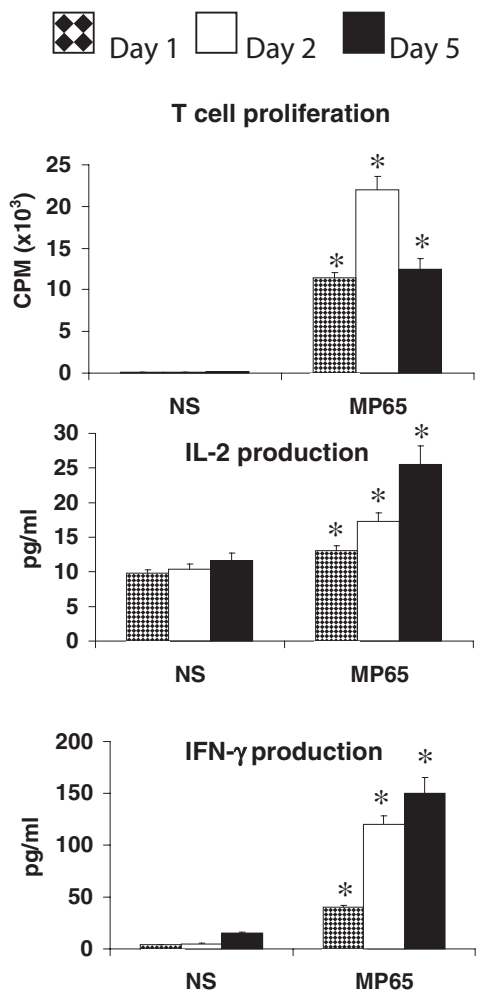 Day 1 Day 2 Day 5
T cell proliferation
25
20
15
10
5
0
CPM (x10³)
* * *
NS MP65
IL-2 production
30
25
20
15
10
5
0
pg/ml
* * *
NS MP65
IFN-γ production
200
150
100
50
0
pg/ml
* * *
NS MP65